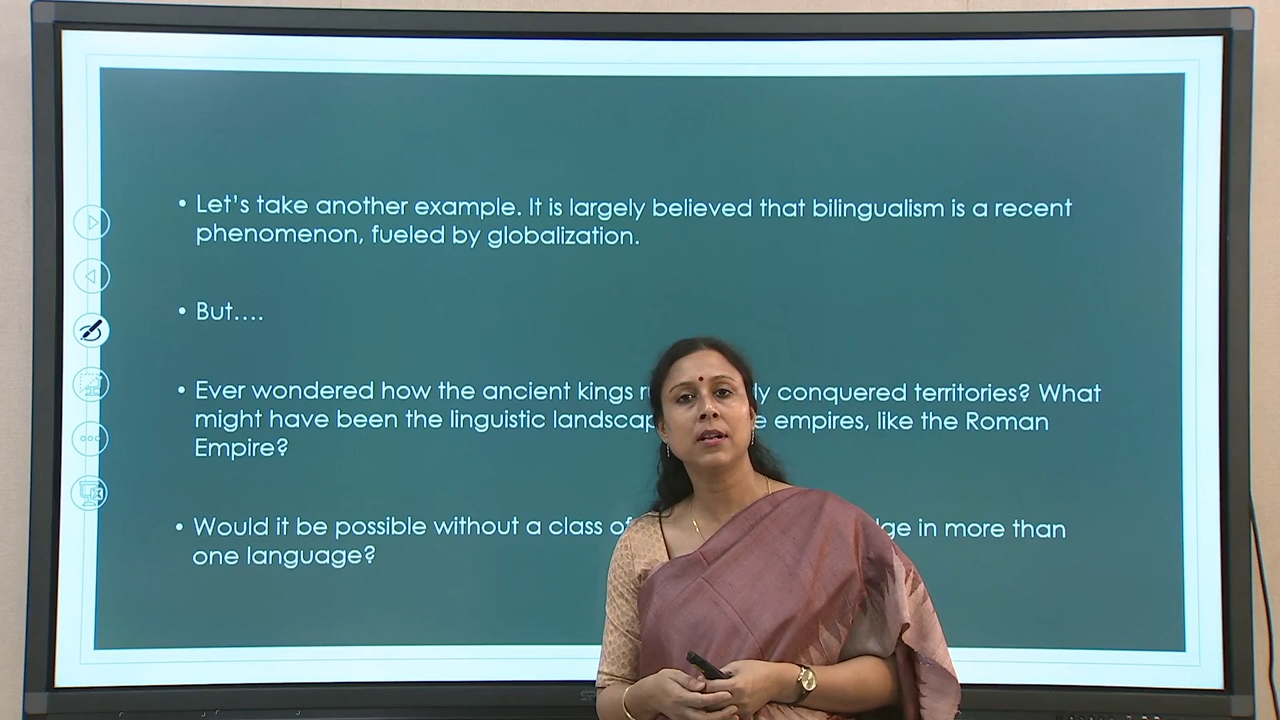 • Let's take another example. It is largely believed that bilingualism is a recent
phenomenon, fueled by globalization.
• But....
• Ever wondered how the ancient kings conquered territories? What
might have been the linguistic empires, like the Roman
Empire?
• Would it be possible without a class of in more than
one language?